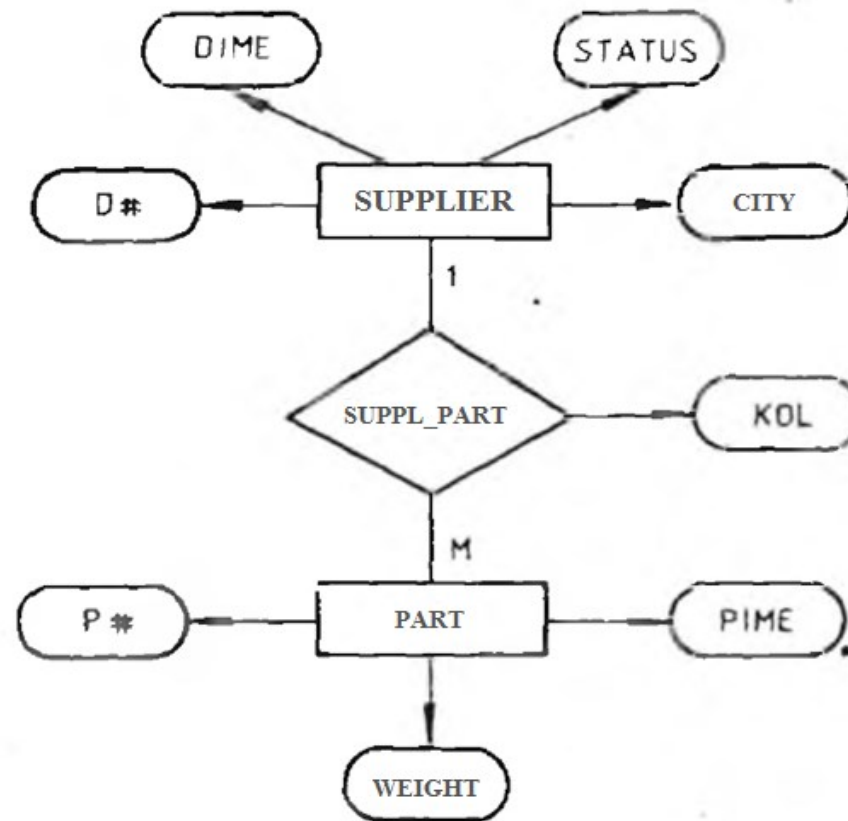 DIME
STATUS
D#
SUPPLIER
CITY
1
SUPPL_PART
KOL
M
P#
PART
PIME
WEIGHT